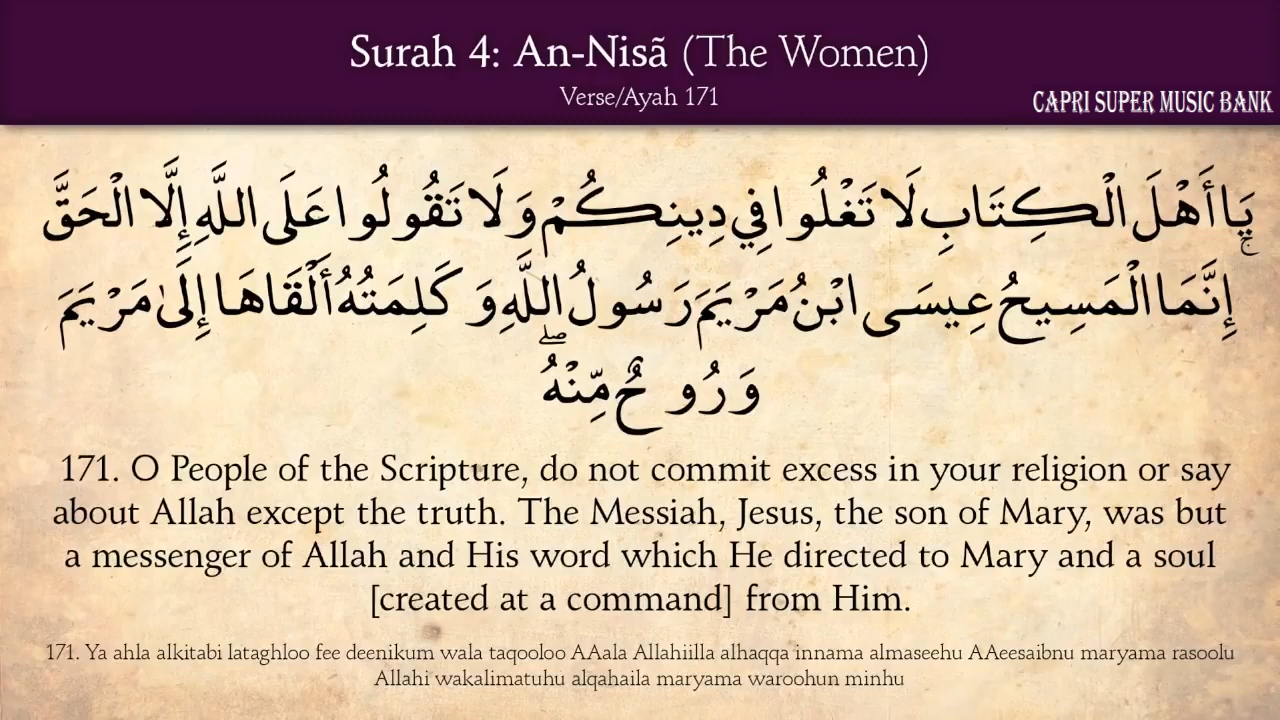 Surah 4: An-Nisã (The Women)
Verse/Ayah 171
CAPRI SUPER MUSIC BANK
يَا أَهْلَ الْكِتَابِ لَا تَغْلُوا فِي دِينِكُمْ وَلَا تَقُولُوا عَلَى اللَّهِ إِلَّا الْحَقَّ ۚ
إِنَّمَا الْمَسِيحُ عِيسَى ابْنُ مَرْيَمَ رَسُولُ اللَّهِ وَكَلِمَتُهُ أَلْقَاهَا إِلَىٰ مَرْيَمَ
وَرُوحٌ مِّنْهُ ۖ
171. O People of the Scripture, do not commit excess in your religion or say
about Allah except the truth. The Messiah, Jesus, the son of Mary, was but
a messenger of Allah and His word which He directed to Mary and a soul
[created at a command] from Him.
171. Ya ahla alkitabi lataghloo fee deenikum wala taqooloo AAala Allahiilla alhaqqa innama almaseehu AAeesaibnu maryama rasoolu
Allahi wakalimatuhu alqahaila maryama waroohun minhu